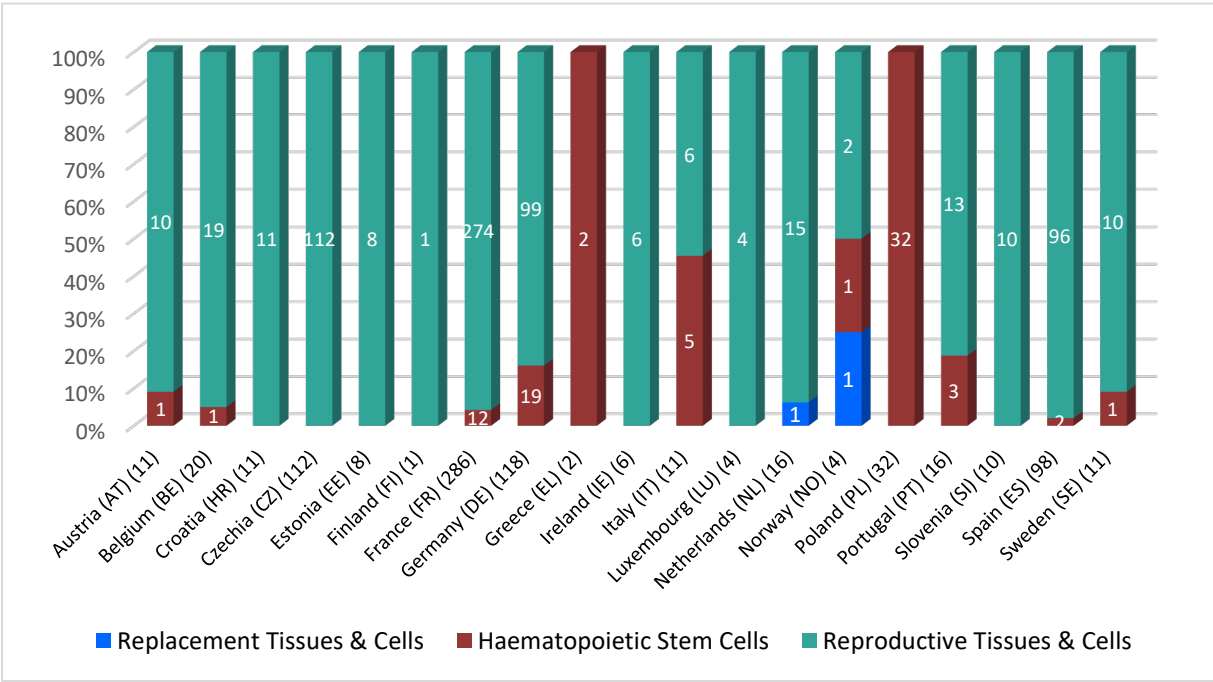 100%
90%
80%
70%
60%
50%
40%
30%
20%
10%
0%
10 1
19 1
11
112
8
1
274 12
99 19
2
6
6 5
4
15 1
2 1 1
32
13 3
10
96 2
10 1
Austria (AT) (11)
Belgium (BE) (20)
Croatia (HR) (11)
Czechia (CZ) (112)
Estonia (EE) (8)
Finland (FI) (1)
France (FR) (286)
Germany (DE) (118)
Greece (EL) (2)
Ireland (IE) (6)
Italy (IT) (11)
Luxembourg (LU) (4)
Netherlands (NL) (16)
Norway (NO) (4)
Poland (PL) (32)
Portugal (PT) (16)
Slovenia (SI) (10)
Spain (ES) (98)
Sweden (SE) (11)
Replacement Tissues & Cells Haematopoietic Stem Cells Reproductive Tissues & Cells